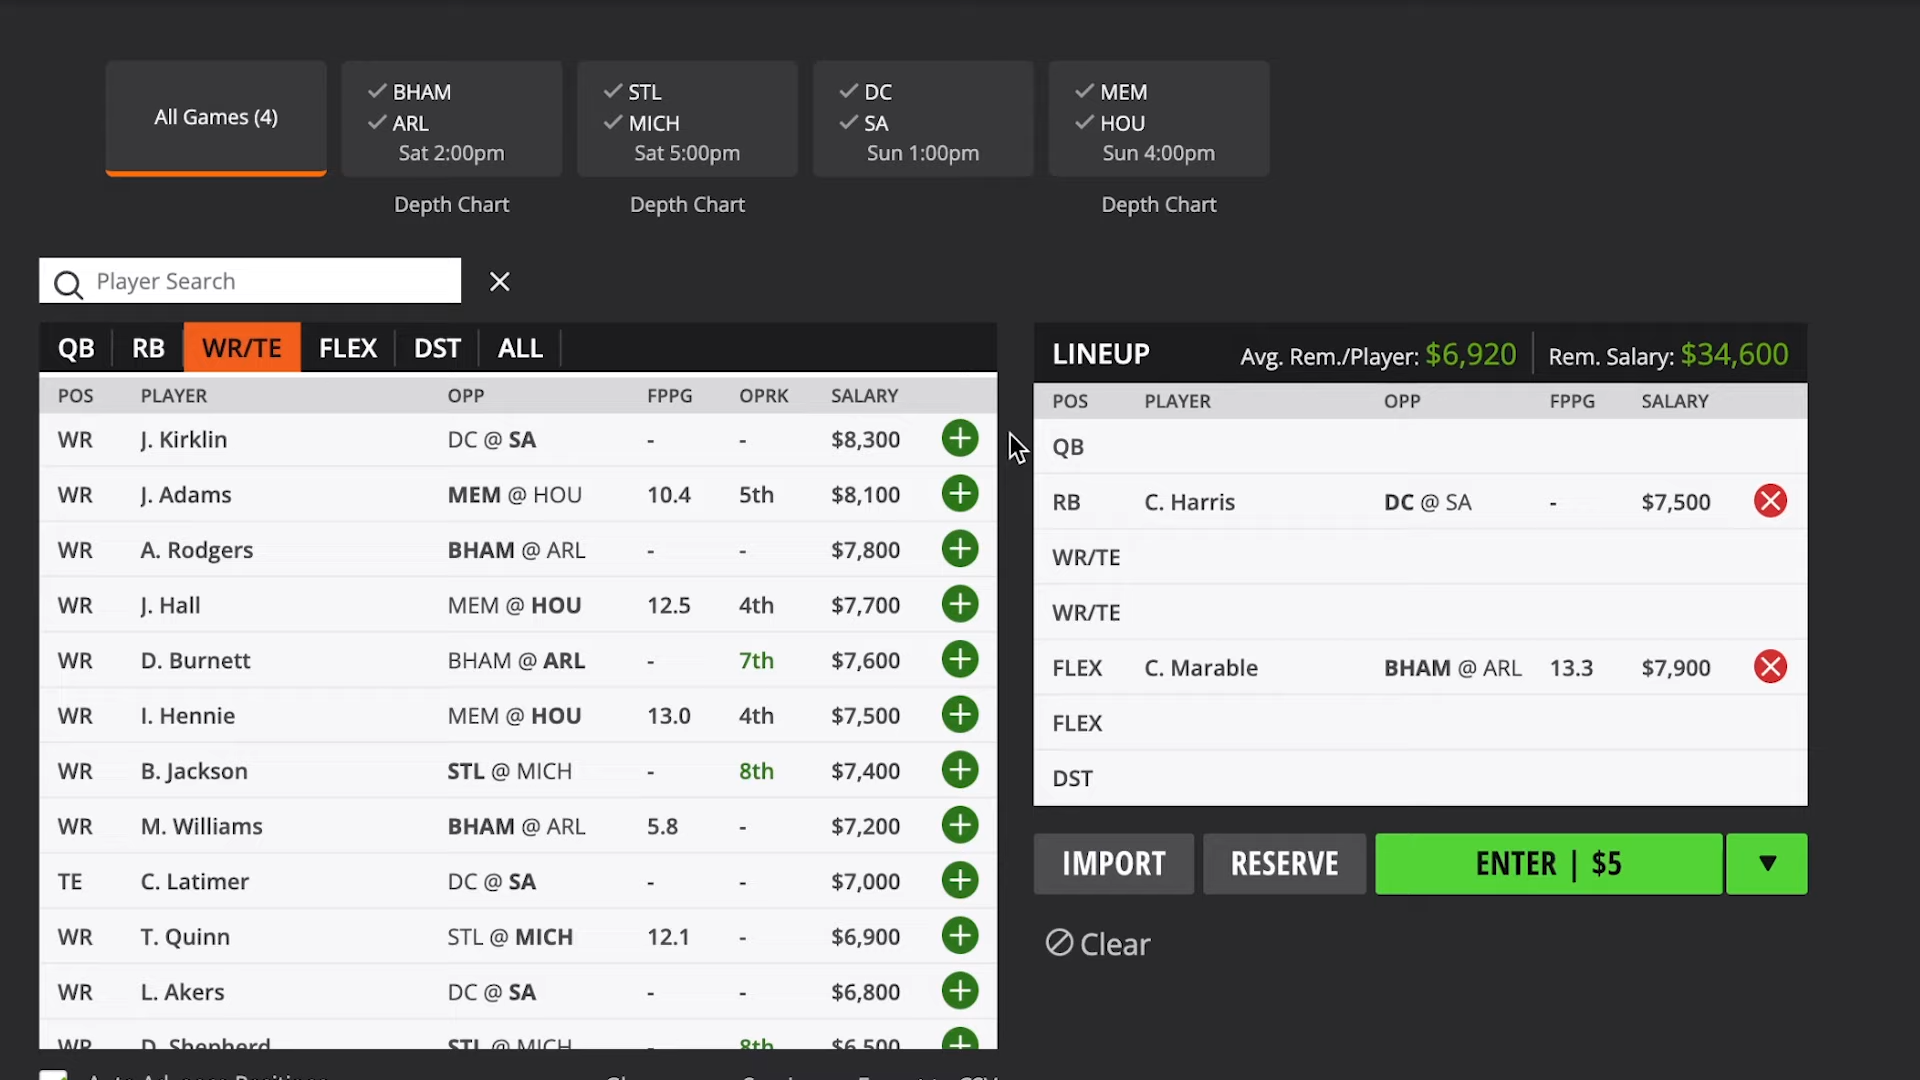 All Games (4)
BHAM
ARL
Sat 2:00pm
Depth Chart
STL
MICH
Sat 5:00pm
Depth Chart
DC
SA
Sun 1:00pm
MEM
HOU
Sun 4:00pm
Depth Chart
Player Search
QB RB WR/TE FLEX DST ALL
POS PLAYER OPP FPPG OPRK SALARY
WR J. Kirklin DC @ SA - - $8,300
WR J. Adams MEM @ HOU 10.4 5th $8,100
WR A. Rodgers BHAM @ ARL - - $7,800
WR J. Hall MEM @ HOU 12.5 4th $7,700
WR D. Burnett BHAM @ ARL - 7th $7,600
WR I. Hennie MEM @ HOU 13.0 4th $7,500
WR B. Jackson STL @ MICH - 8th $7,400
WR M. Williams BHAM @ ARL 5.8 - $7,200
TE C. Latimer DC @ SA - - $7,000
WR T. Quinn STL @ MICH 12.1 - $6,900
WR L. Akers DC @ SA - - $6,800
WR D. Shepherd STL @ MICH - 8th $6,500
LINEUP Avg. Rem./Player: $6,920 Rem. Salary: $34,600
POS PLAYER OPP FPPG SALARY
QB
RB C. Harris DC @ SA - $7,500
WR/TE
WR/TE
FLEX C. Marable BHAM @ ARL 13.3 $7,900
FLEX
DST
IMPORT RESERVE ENTER | $5
Clear